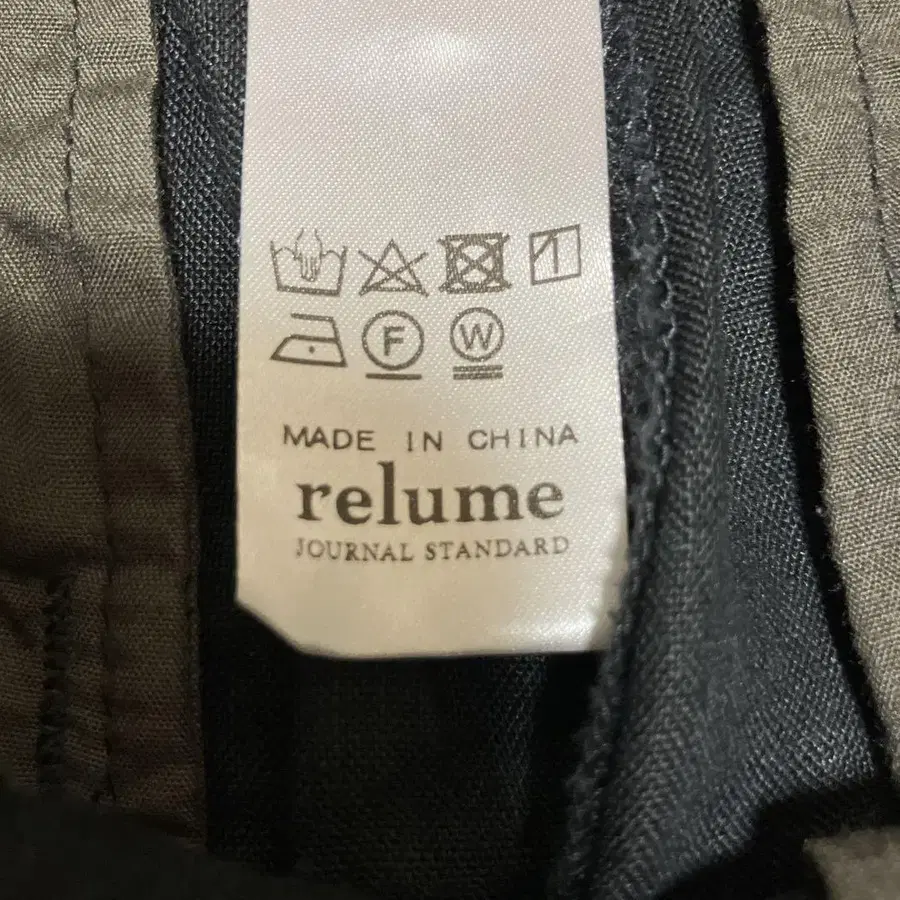 F W
MADE IN CHINA
relume
JOURNAL STANDARD